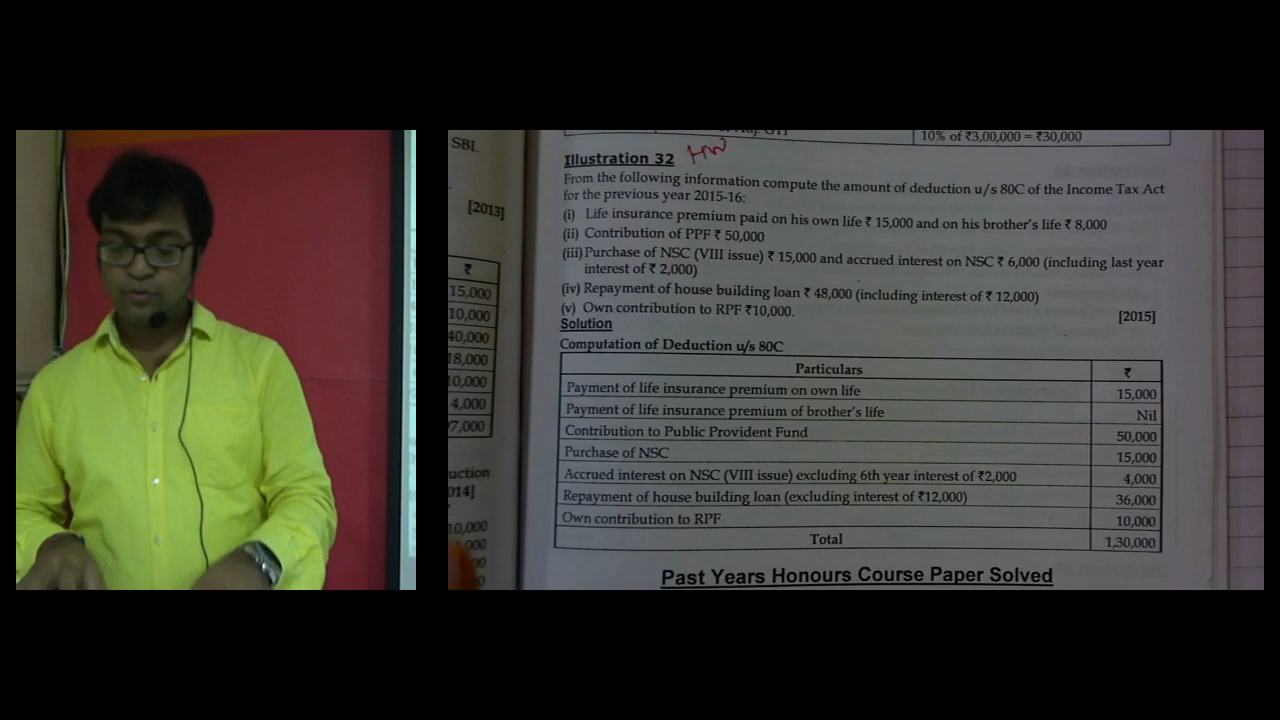 SBI.
[2013]
₹
15,000
10,000
40,000
18,000
10,000
4,000
7,000
uction
014]
10,000
,000
00
0
10% of ₹3,00,000 = ₹30,000
Illustration 32 HW
From the following information compute the amount of deduction u/s 80C of the Income Tax Act
for the previous year 2015-16:
(i) Life insurance premium paid on his own life ₹ 15,000 and on his brother's life ₹ 8,000
(ii) Contribution of PPF ₹ 50,000
(iii) Purchase of NSC (VIII issue) ₹ 15,000 and accrued interest on NSC ₹ 6,000 (including last year
interest of ₹ 2,000)
(iv) Repayment of house building loan ₹ 48,000 (including interest of ₹ 12,000)
(v) Own contribution to RPF ₹10,000. [2015]
Solution
Computation of Deduction u/s 80C
Particulars ₹
Payment of life insurance premium on own life 15,000
Payment of life insurance premium of brother's life Nil
Contribution to Public Provident Fund 50,000
Purchase of NSC 15,000
Accrued interest on NSC (VIII issue) excluding 6th year interest of ₹2,000 4,000
Repayment of house building loan (excluding interest of ₹12,000) 36,000
Own contribution to RPF 10,000
Total 1,30,000
Past Years Honours Course Paper Solved